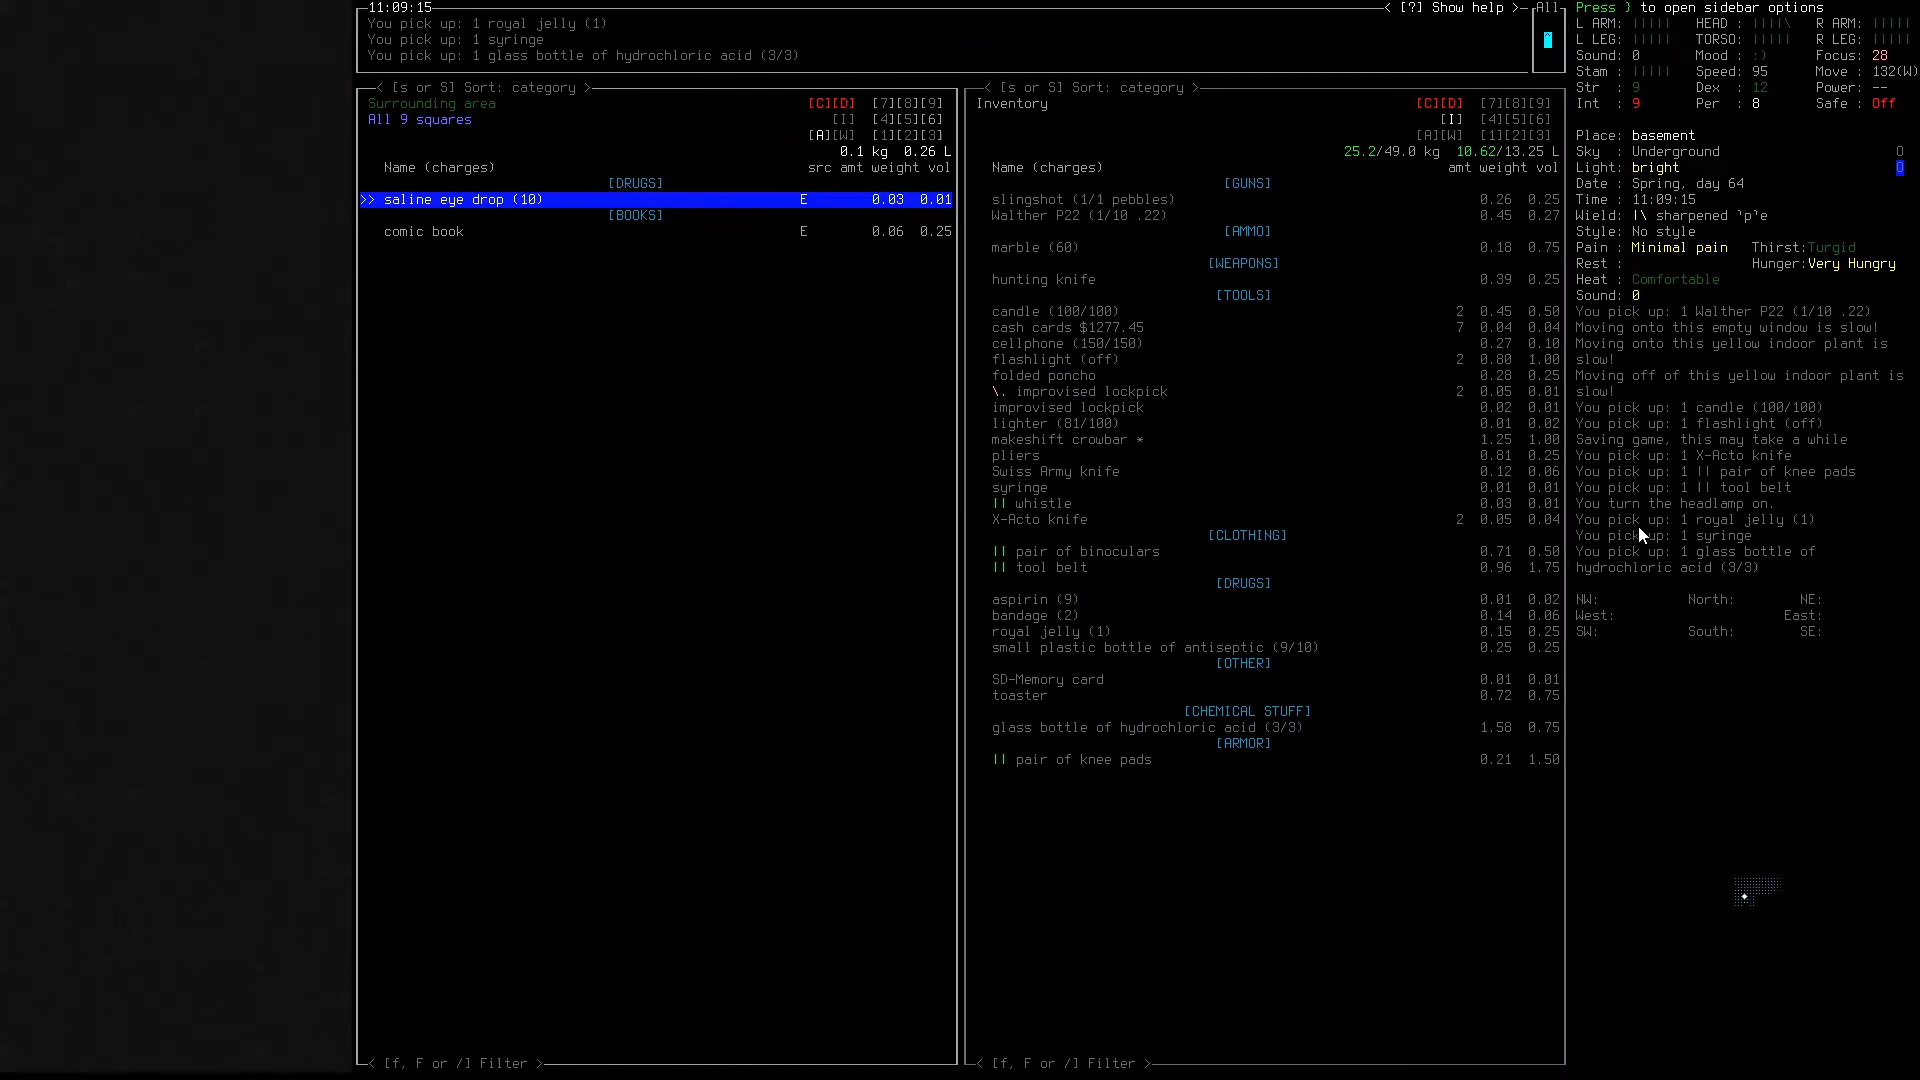 11:09:15 < [?] Show help > All
You pick up: 1 royal jelly (1)
You pick up: 1 syringe
You pick up: 1 glass bottle of hydrochloric acid (3/3)
< [s or S] Sort: category >
Surrounding area [C][D] [7][8][9]
All 9 squares [I] [4][5][6]
[A][W] [1][2][3]
0.1 kg 0.26 L
Name (charges) src amt weight vol
[DRUGS]
>> saline eye drop (10) E 0.03 0.01
[BOOKS]
comic book E 0.06 0.25
< [f, F or /] Filter >
< [s or S] Sort: category >
Inventory [C][D] [7][8][9]
[I] [4][5][6]
[A][W] [1][2][3]
25.2/49.0 kg 10.62/13.25 L
Name (charges) amt weight vol
[GUNS]
slingshot (1/1 pebbles) 0.26 0.25
Walther P22 (1/10 .22) 0.45 0.27
[AMMO]
marble (60) 0.18 0.75
[WEAPONS]
hunting knife 0.39 0.25
[TOOLS]
candle (100/100) 2 0.45 0.50
cash cards $1277.45 7 0.04 0.04
cellphone (150/150) 0.27 0.10
flashlight (off) 2 0.80 1.00
folded poncho 0.28 0.25
\. improvised lockpick 2 0.05 0.01
improvised lockpick 0.02 0.01
lighter (81/100) 0.01 0.02
makeshift crowbar * 1.25 1.00
pliers 0.81 0.25
Swiss Army knife 0.12 0.06
syringe 0.01 0.01
|| whistle 0.03 0.01
X-Acto knife 2 0.05 0.04
[CLOTHING]
|| pair of binoculars 0.71 0.50
|| tool belt 0.96 1.75
[DRUGS]
aspirin (9) 0.01 0.02
bandage (2) 0.14 0.06
royal jelly (1) 0.15 0.25
small plastic bottle of antiseptic (9/10) 0.25 0.25
[OTHER]
SD-Memory card 0.01 0.01
toaster 0.72 0.75
[CHEMICAL STUFF]
glass bottle of hydrochloric acid (3/3) 1.58 0.75
[ARMOR]
|| pair of knee pads 0.21 1.50
< [f, F or /] Filter >
Press } to open sidebar options
L ARM: ||||| HEAD : ||||\ R ARM: |||||
L LEG: ||||| TORSO: ||||| R LEG: |||||
Sound: 0 Mood : :) Focus: 28
Stam : ||||| Speed: 95 Move : 132(W)
Str : 9 Dex : 12 Power: --
Int : 9 Per : 8 Safe : Off
Place: basement
Sky : Underground 0
Light: bright 0
Date : Spring, day 64
Time : 11:09:15
Wield: |\ sharpened 'p'e
Style: No style
Pain : Minimal pain Thirst:Turgid
Rest : Hunger:Very Hungry
Heat : Comfortable
Sound: 0
You pick up: 1 Walther P22 (1/10 .22)
Moving onto this empty window is slow!
Moving onto this yellow indoor plant is
slow!
Moving off of this yellow indoor plant is
slow!
You pick up: 1 candle (100/100)
You pick up: 1 flashlight (off)
Saving game, this may take a while
You pick up: 1 X-Acto knife
You pick up: 1 || pair of knee pads
You pick up: 1 || tool belt
You turn the headlamp on.
You pick up: 1 royal jelly (1)
You pick up: 1 syringe
You pick up: 1 glass bottle of
hydrochloric acid (3/3)
NW: North: NE:
West: East:
SW: South: SE: